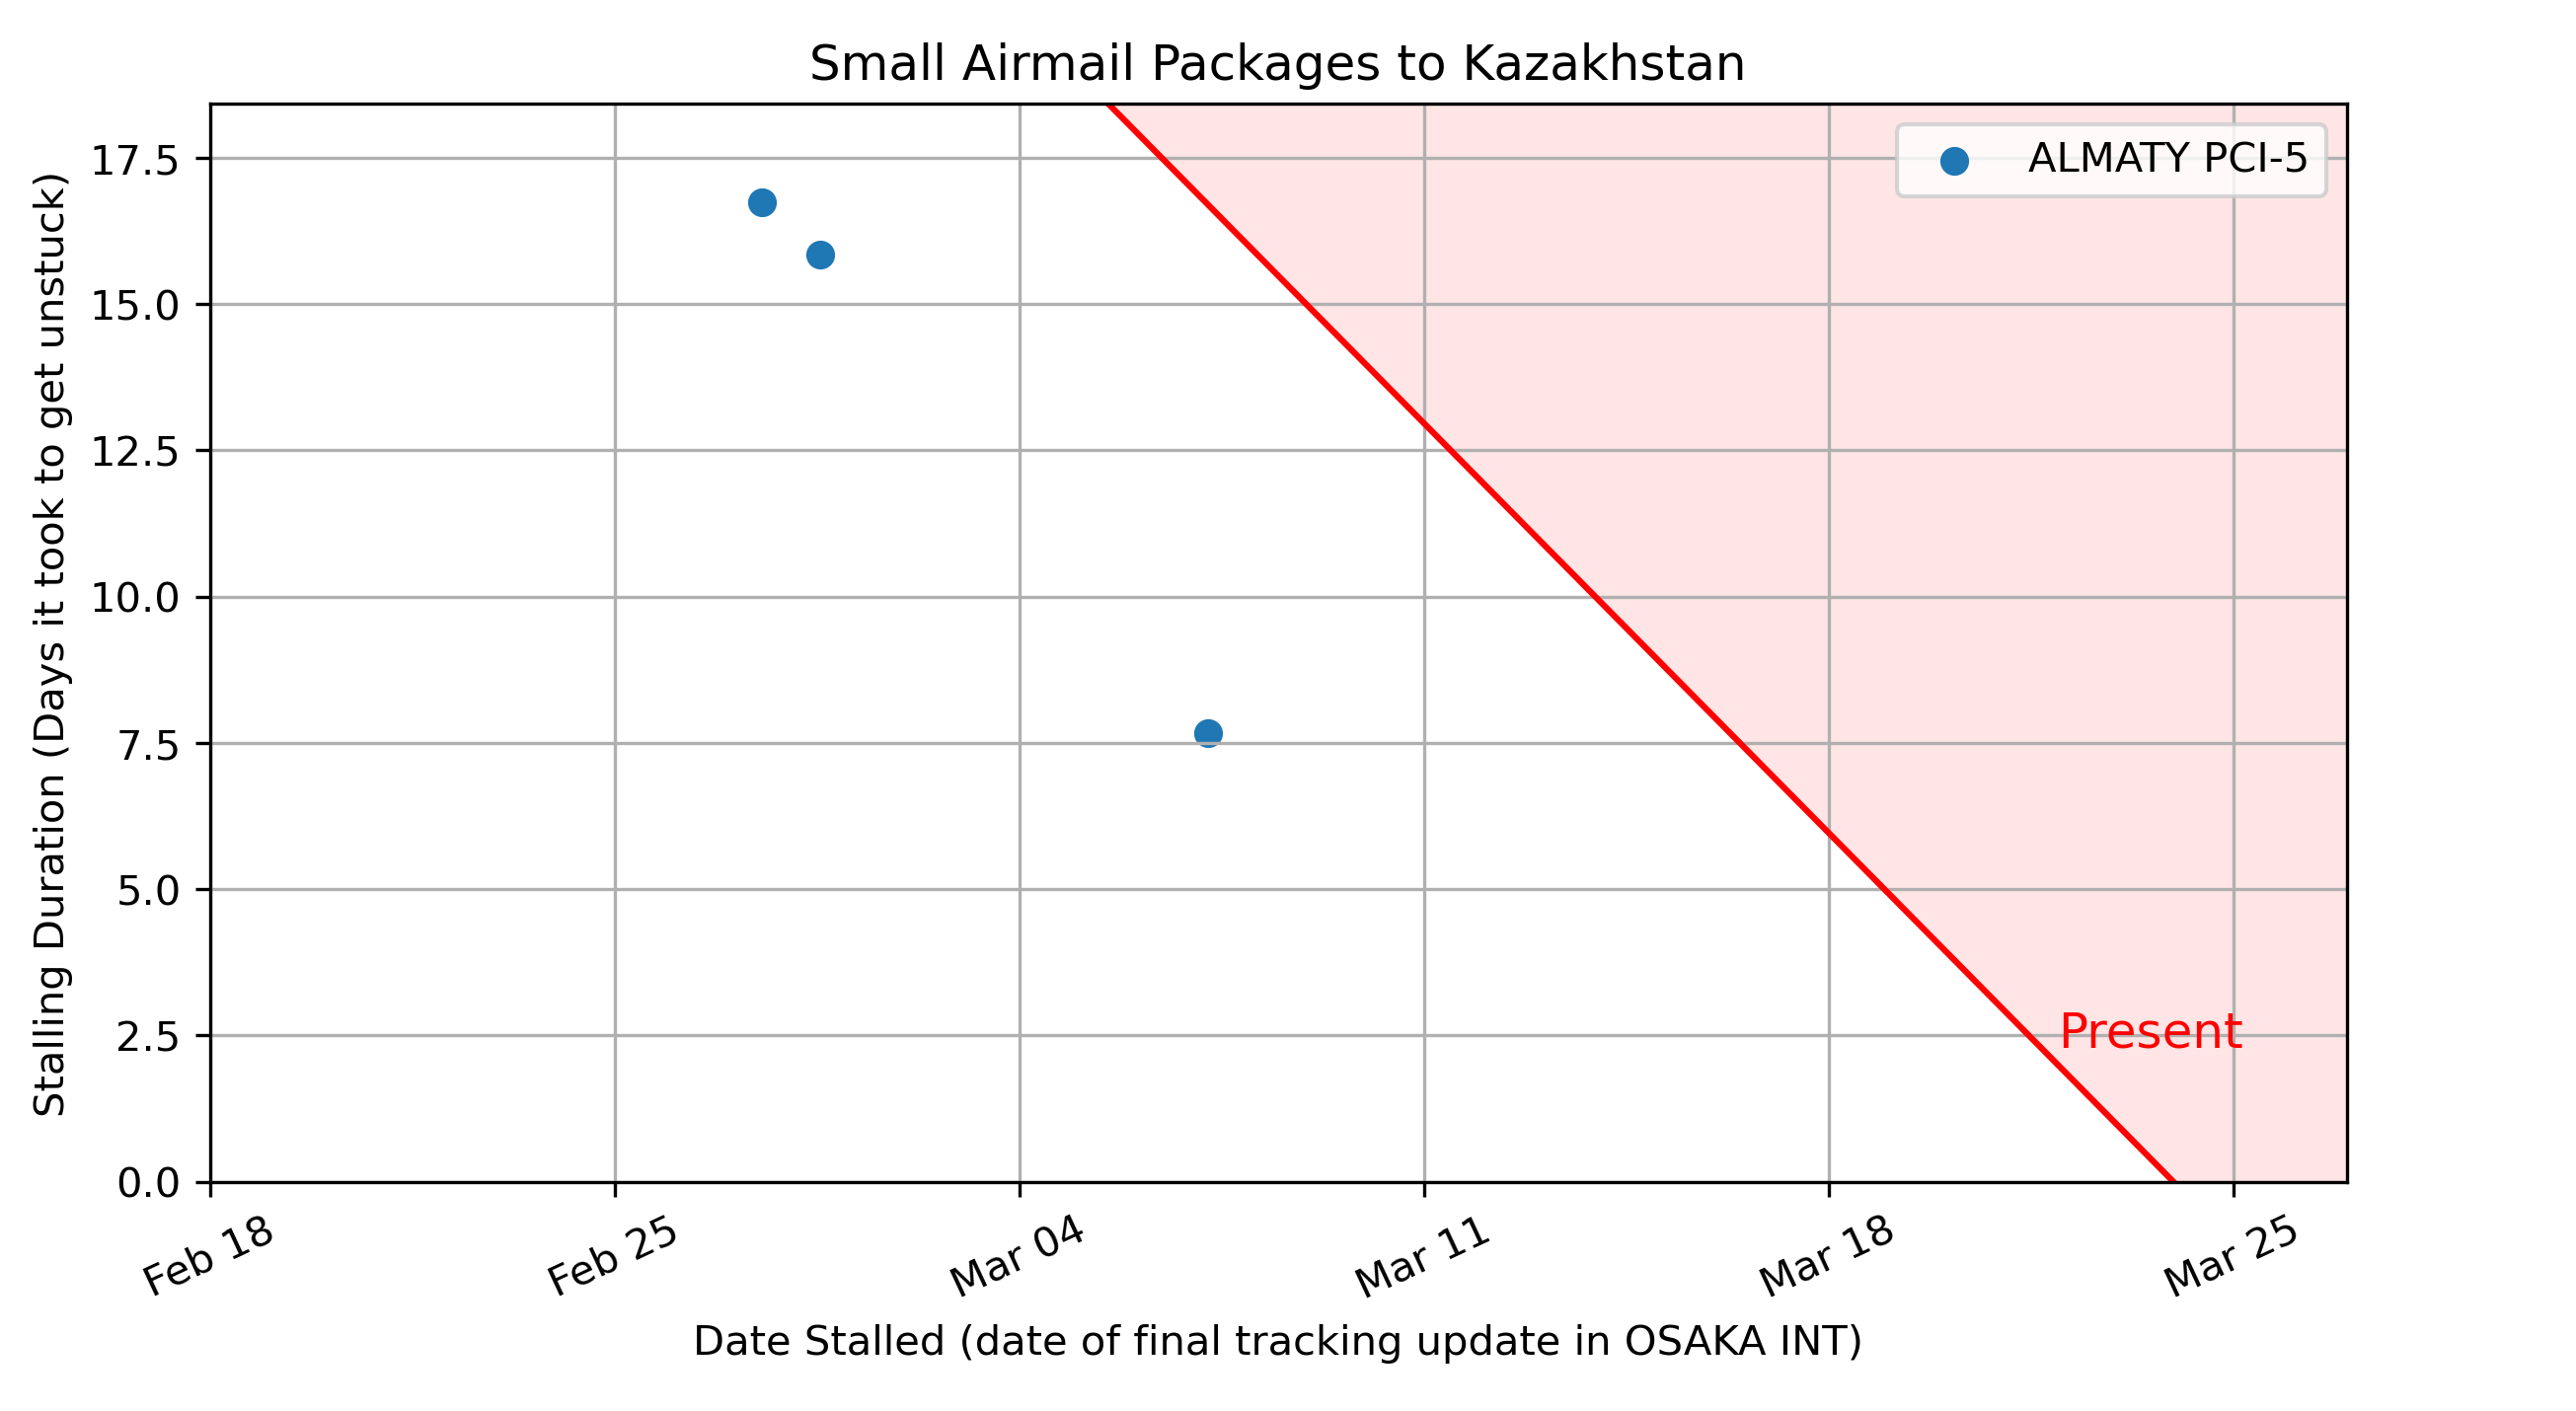 Small Airmail Packages to Kazakhstan
ALMATY PCI-5
Stalling Duration (Days it took to get unstuck)
17.5
15.0
12.5
10.0
7.5
5.0
2.5
0.0
Present
Feb 18
Feb 25
Mar 04
Mar 11
Mar 18
Mar 25
Date Stalled (date of final tracking update in OSAKA INT)